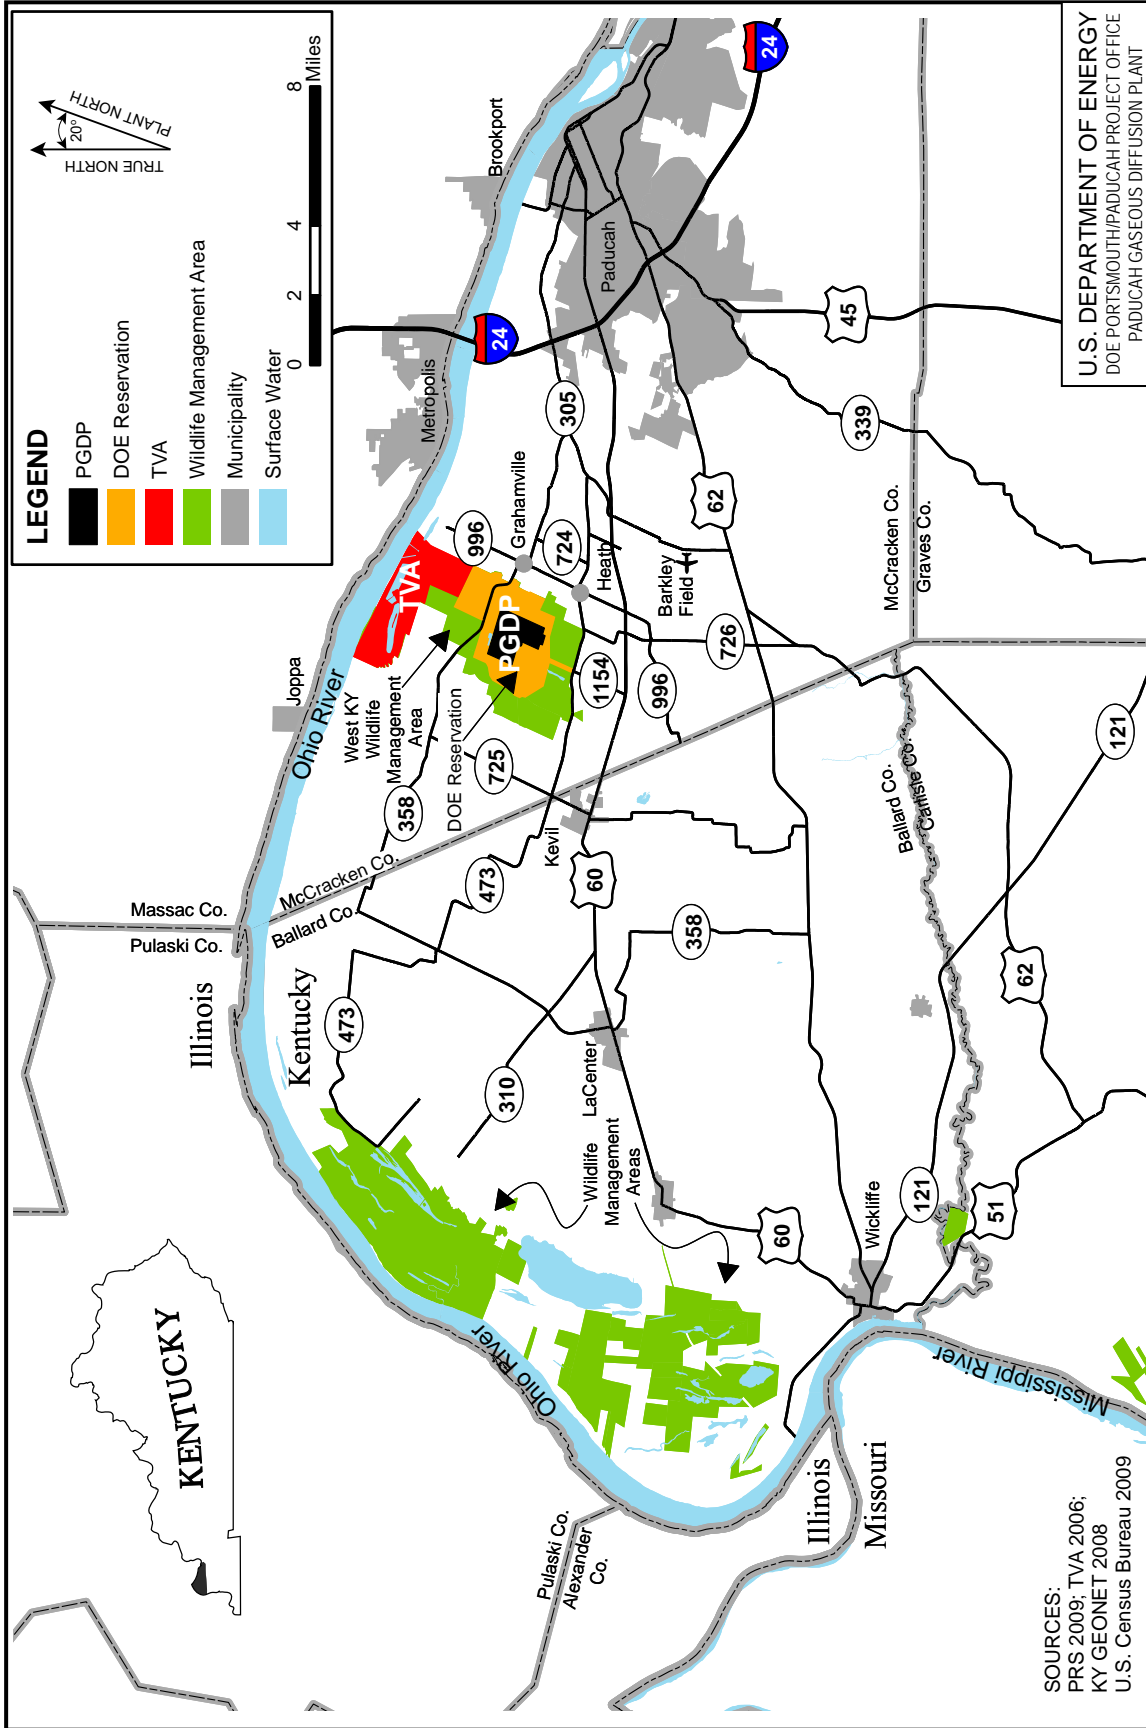 LEGEND
PGDP
DOE Reservation
TVA
Wildlife Management Area
Municipality
Surface Water
TRUE NORTH
20°
PLANT NORTH
0
2
4
8
Miles
KENTUCKY
Massac Co.
Pulaski Co.
Illinois
Kentucky
McCracken Co.
Ballard Co.
Joppa
Ohio River
Metropolis
Brookport
Paducah
24
24
TVA
PGDP
West KY
Wildlife
Management
Area
DOE Reservation
Grahamville
Heath
Barkley
Field
Kevil
LaCenter
Wickliffe
Wildlife
Management
Areas
996
305
724
725
358
473
473
310
1154
996
726
62
45
339
60
358
121
62
60
121
51
McCracken Co.
Graves Co.
Ballard Co.
Carlisle Co.
Ohio River
Mississippi River
Pulaski Co.
Alexander
Co.
Illinois
Missouri
SOURCES:
PRS 2009; TVA 2006;
KY GEONET 2008
U.S. Census Bureau 2009
U.S. DEPARTMENT OF ENERGY
DOE PORTSMOUTH/PADUCAH PROJECT OFFICE
PADUCAH GASEOUS DIFFUSION PLANT